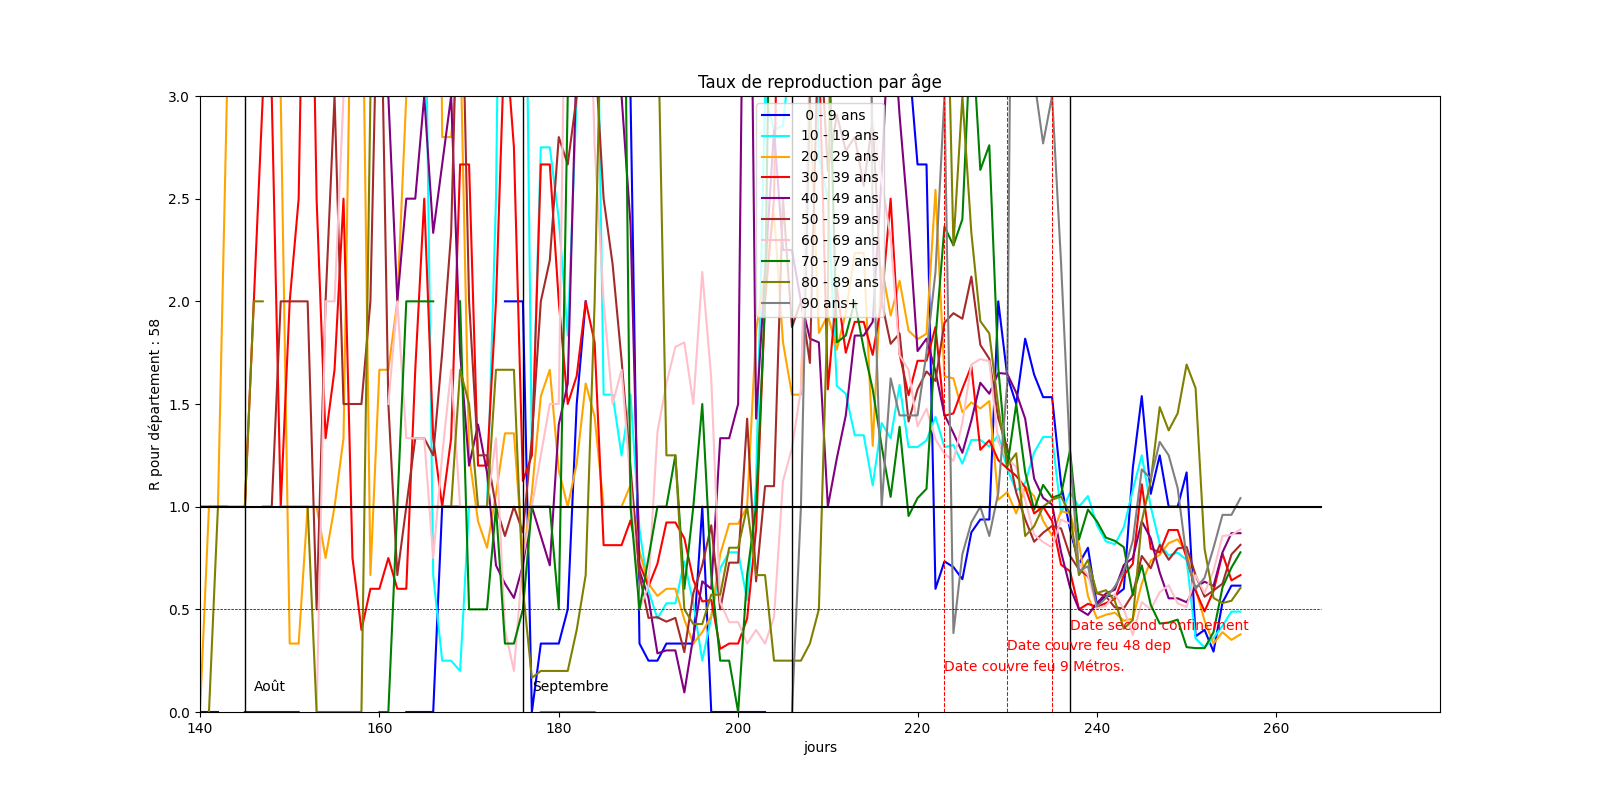 Taux de reproduction par âge
3.0
2.5
2.0
1.5
1.0
0.5
0.0
R pour département : 58
0 - 9 ans
10 - 19 ans
20 - 29 ans
30 - 39 ans
40 - 49 ans
50 - 59 ans
60 - 69 ans
70 - 79 ans
80 - 89 ans
90 ans+
Date second confinement
Date couvre feu 48 dep
Date couvre feu 9 Métros.
Août
Septembre
140 160 180 200 220 240 260
jours